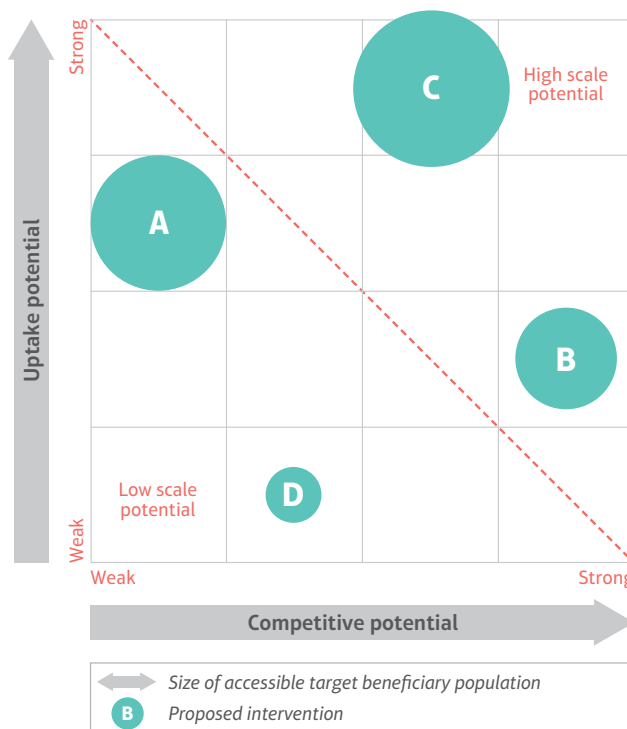 Strong
C
High scale
potential
A
Uptake potential
B
Low scale
potential
D
Weak
Weak
Strong
Competitive potential
Size of accessible target beneficiary population
B
Proposed intervention